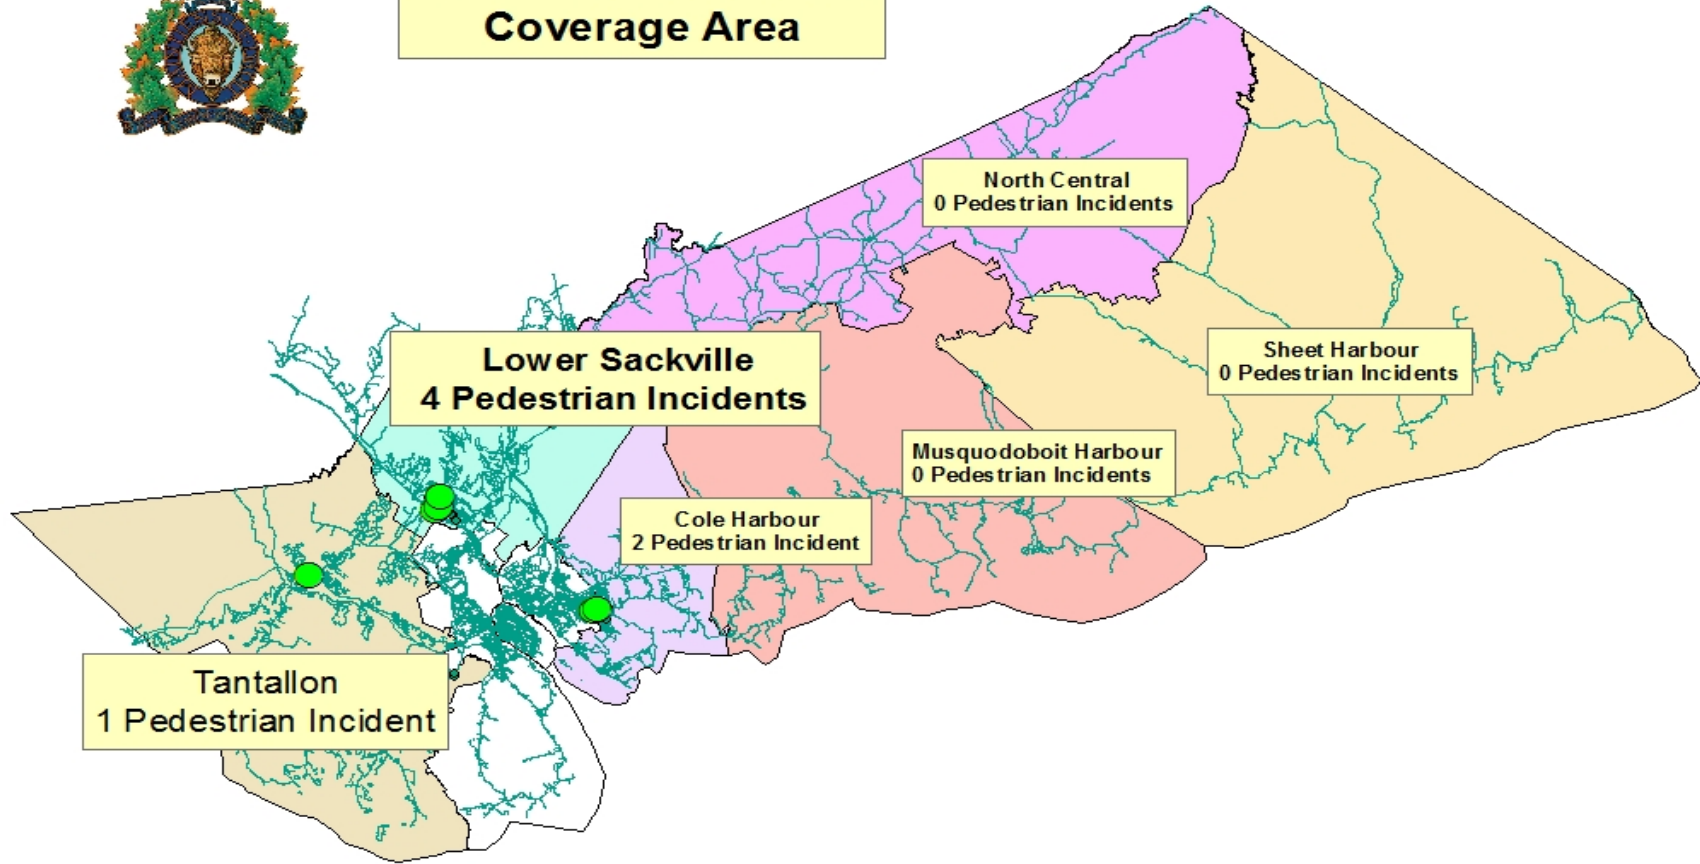 Coverage Area
North Central
0 Pedestrian Incidents
Lower Sackville
4 Pedestrian Incidents
Sheet Harbour
0 Pedestrian Incidents
Musquodoboit Harbour
0 Pedestrian Incidents
Cole Harbour
2 Pedestrian Incident
Tantallon
1 Pedestrian Incident